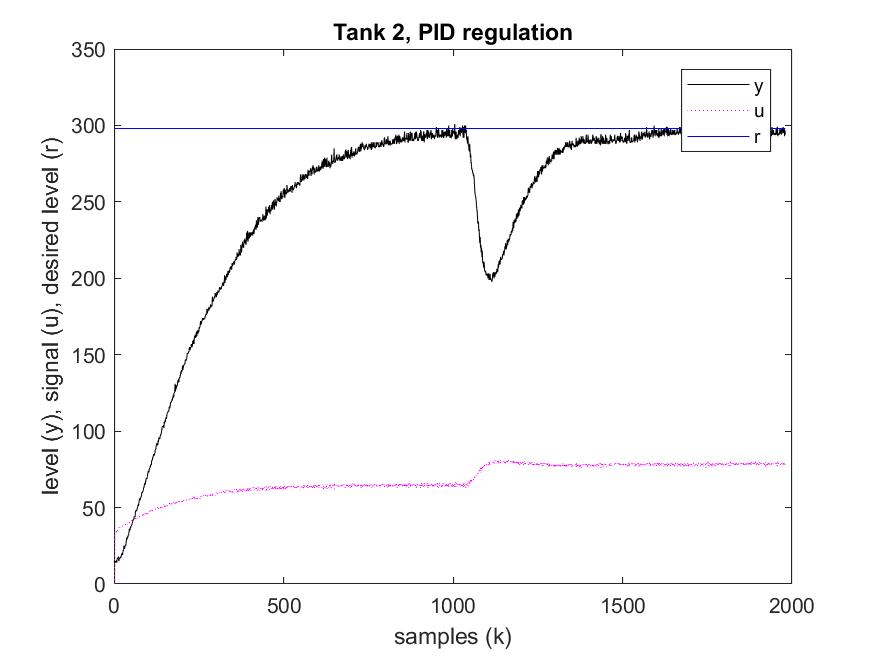 Tank 2, PID regulation
350
300
250
200
150
100
50
0
level (y), signal (u), desired level (r)
y
u
r
0 500 1000 1500 2000
samples (k)